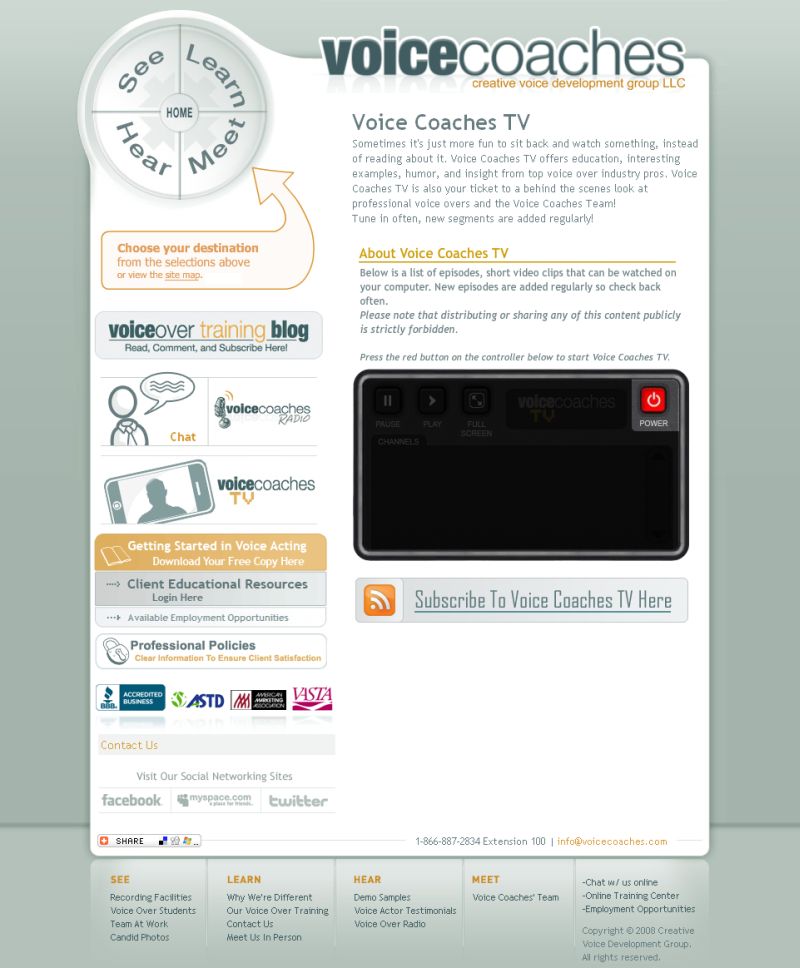 See
Learn
HOME
Hear
Meet
voicecoaches
creative voice development group LLC
Choose your destination
from the selections above
or view the site map.
voiceover training blog
Read, Comment, and Subscribe Here!
Chat
voicecoaches
RADIO
voicecoaches
TV
Getting Started in Voice Acting
Download Your Free Copy Here
Client Educational Resources
Login Here
Available Employment Opportunities
Professional Policies
Clear Information To Ensure Client Satisfaction
BBB.
ACCREDITED
BUSINESS
ASTD
AMERICAN
MARKETING
ASSOCIATION
VASTA
Contact Us
Visit Our Social Networking Sites
facebook
myspace.com
a place for friends.
twitter
SHARE
Voice Coaches TV
Sometimes it's just more fun to sit back and watch something, instead
of reading about it. Voice Coaches TV offers education, interesting
examples, humor, and insight from top voice over industry pros. Voice
Coaches TV is also your ticket to a behind the scenes look at
professional voice overs and the Voice Coaches Team!
Tune in often, new segments are added regularly!
About Voice Coaches TV
Below is a list of episodes, short video clips that can be watched on
your computer. New episodes are added regularly so check back
often.
Please note that distributing or sharing any of this content publicly
is strictly forbidden.
Press the red button on the controller below to start Voice Coaches TV.
PAUSE
PLAY
FULL
SCREEN
voicecoaches
TV
POWER
CHANNELS
Subscribe To Voice Coaches TV Here
1-866-887-2834 Extension 100 | info@voicecoaches.com
SEE
Recording Facilities
Voice Over Students
Team At Work
Candid Photos
LEARN
Why We're Different
Our Voice Over Training
Contact Us
Meet Us In Person
HEAR
Demo Samples
Voice Actor Testimonials
Voice Over Radio
MEET
Voice Coaches' Team
-Chat w/ us online
-Online Training Center
-Employment Opportunities
Copyright © 2008 Creative
Voice Development Group.
All rights reserved.